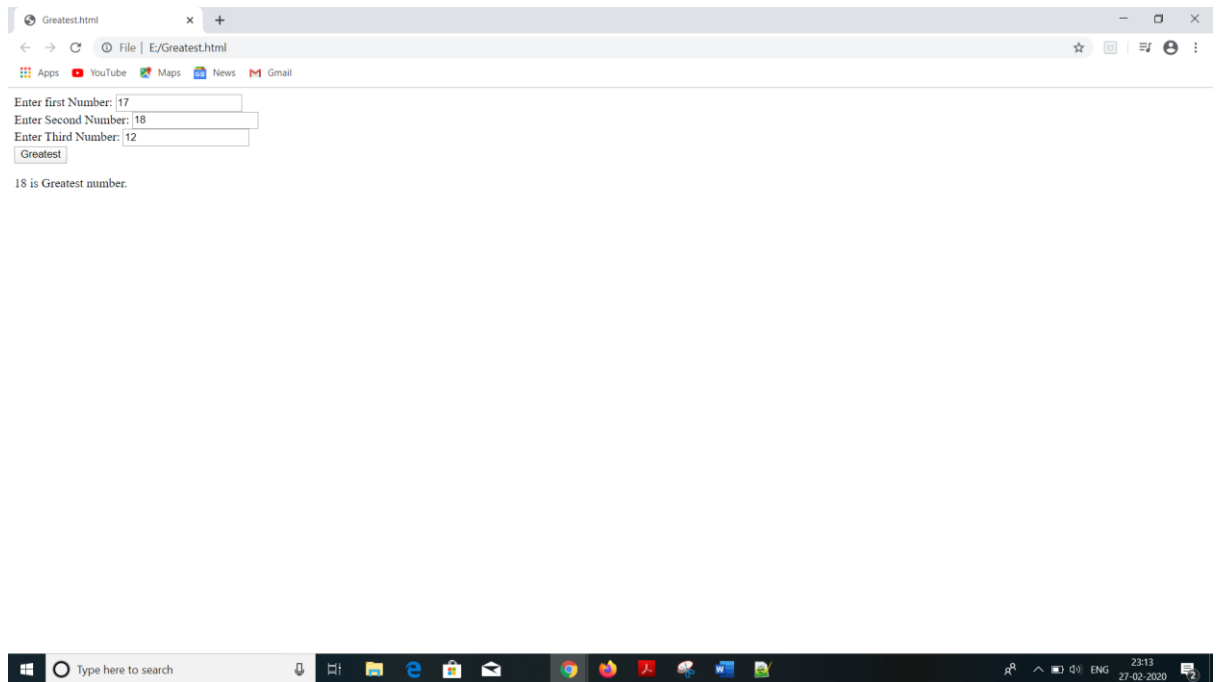 Greatest.html
File | E:/Greatest.html
Apps YouTube Maps News Gmail
Enter first Number: 17
Enter Second Number: 18
Enter Third Number: 12
Greatest
18 is Greatest number.
Type here to search
ENG
23:13
27-02-2020
2